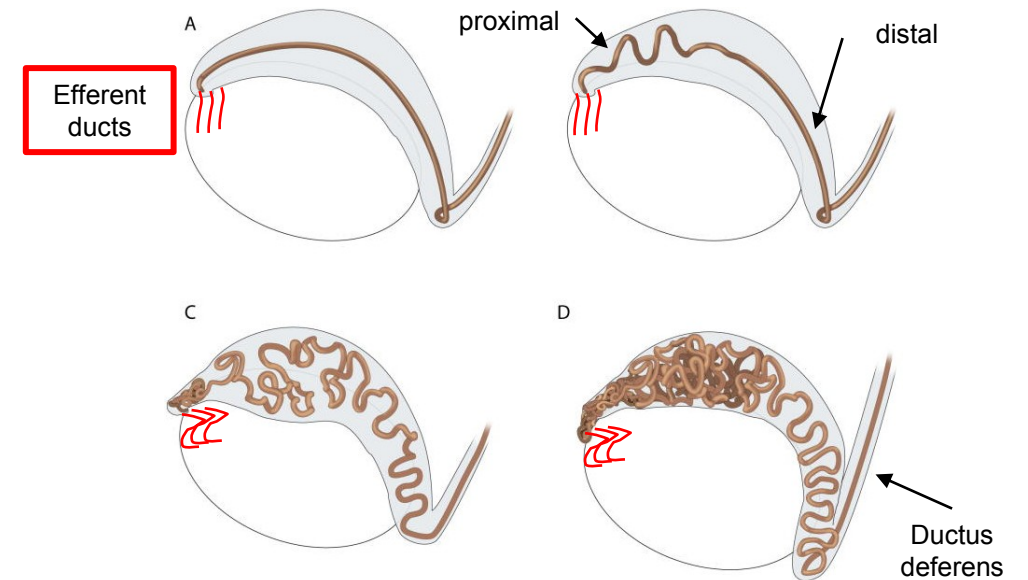 A
proximal
distal
Efferent
ducts
C
D
Ductus
deferens